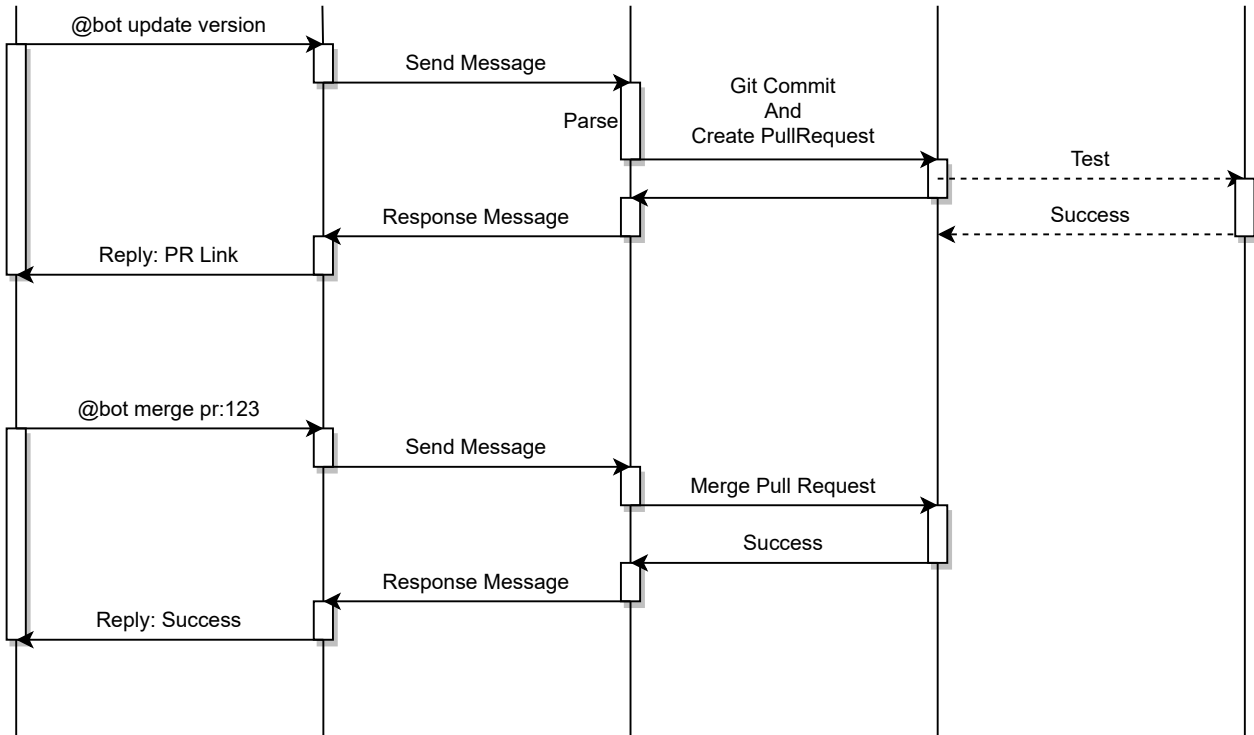 @bot update version
Send Message
Git Commit
And
Create PullRequest
Parse
Test
Response Message
Success
Reply: PR Link
@bot merge pr:123
Send Message
Merge Pull Request
Success
Response Message
Reply: Success